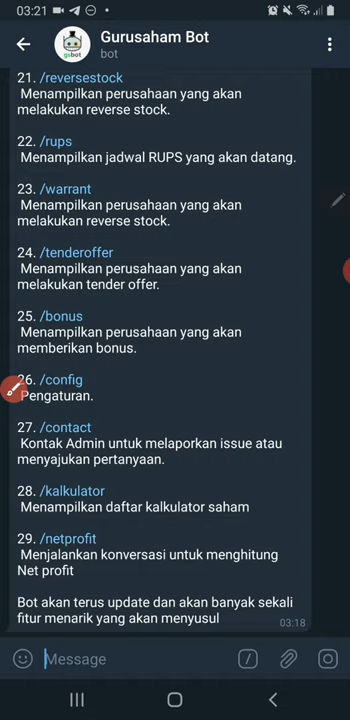 03:21
Gurusaham Bot
gsbot
bot
21. /reversestock
Menampilkan perusahaan yang akan
melakukan reverse stock.
22. /rups
Menampilkan jadwal RUPS yang akan datang.
23. /warrant
Menampilkan perusahaan yang akan
melakukan reverse stock.
24. /tenderoffer
Menampilkan perusahaan yang akan
melakukan tender offer.
25. /bonus
Menampilkan perusahaan yang akan
memberikan bonus.
26. /config
Pengaturan.
27. /contact
Kontak Admin untuk melaporkan issue atau
menyajukan pertanyaan.
28. /kalkulator
Menampilkan daftar kalkulator saham
29. /netprofit
Menjalankan konversasi untuk menghitung
Net profit
Bot akan terus update dan akan banyak sekali
fitur menarik yang akan menyusul
03:18
Message